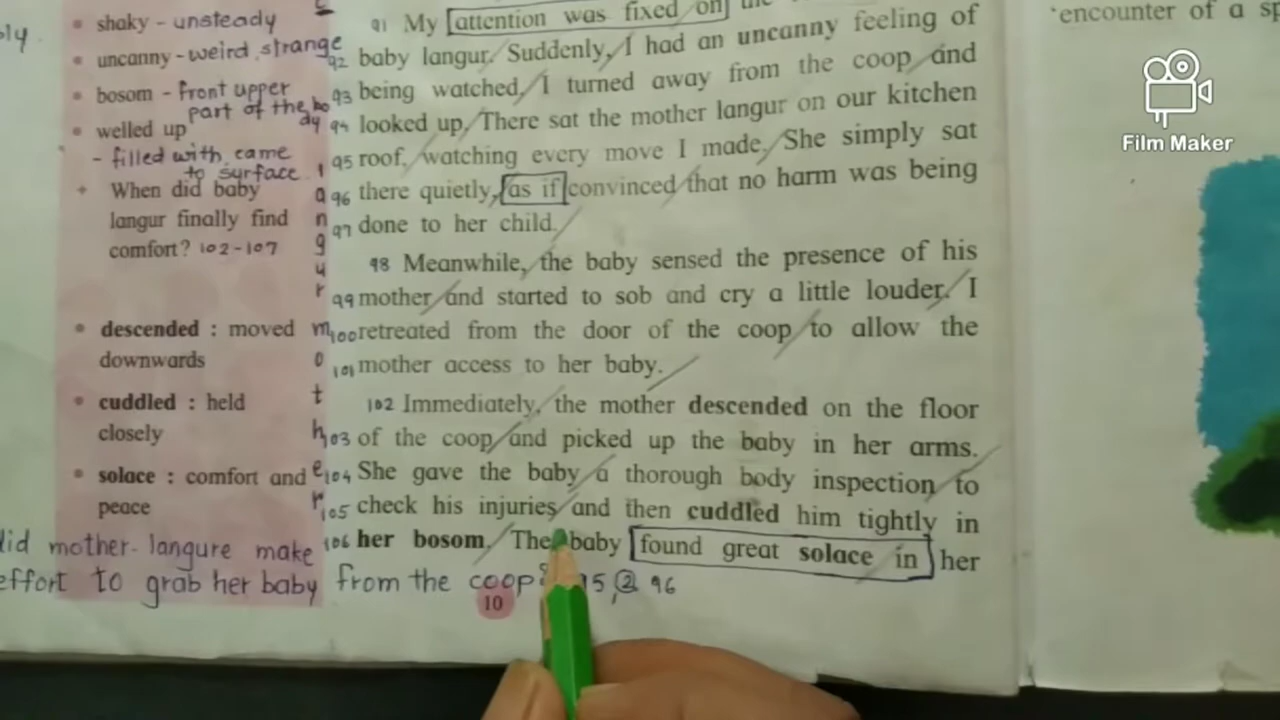 ly.
• shaky - unsteady
• uncanny - weird, strange
• bosom - front upper
part of the bo
dy
• welled up
- filled with, came
to surface
+ When did baby
langur finally find
comfort? 102-107
• descended : moved
downwards
• cuddled : held
closely
• solace : comfort and
peace
l
a
n
g
u
r
m
o
t
h
e
r
91 My attention was fixed on the
92 baby langur. Suddenly, I had an uncanny feeling of
93 being watched. I turned away from the coop and
94 looked up. There sat the mother langur on our kitchen
95 roof, watching every move I made. She simply sat
96 there quietly, as if convinced that no harm was being
97 done to her child.
98 Meanwhile, the baby sensed the presence of his
99 mother and started to sob and cry a little louder. I
100 retreated from the door of the coop to allow the
101 mother access to her baby.
102 Immediately, the mother descended on the floor
103 of the coop and picked up the baby in her arms.
104 She gave the baby a thorough body inspection to
105 check his injuries and then cuddled him tightly in
106 her bosom. The baby found great solace in her
did mother langure make
effort to grab her baby from the coop 95, 2 96
10
encounter of a sp
Film Maker